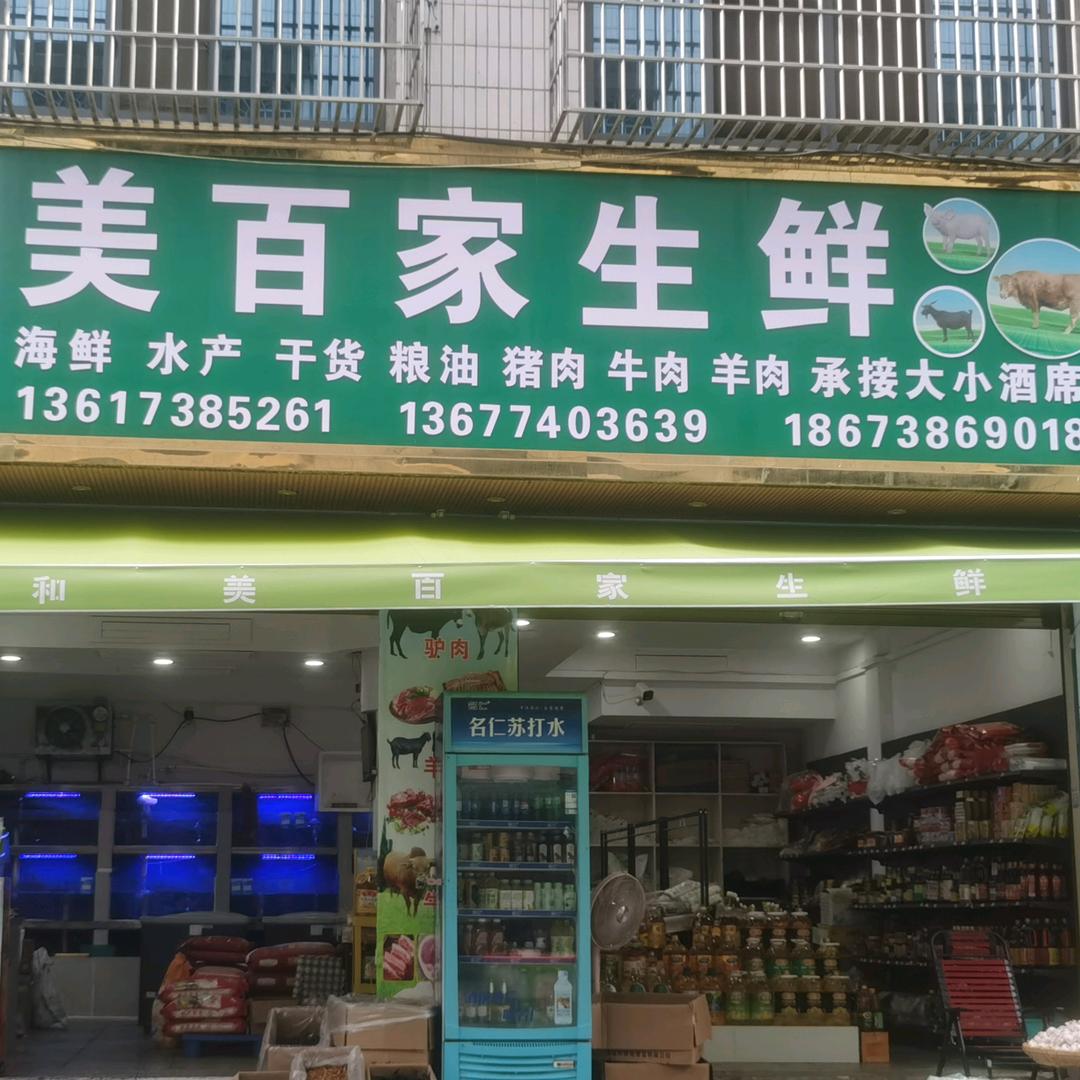 美百家生鲜
海鲜 水产 干货 粮油 猪肉 牛肉 羊肉 承接大小酒席
13617385261 13677403639 18673869018
和美百家生鲜
驴肉
名仁苏打水
羊
牛